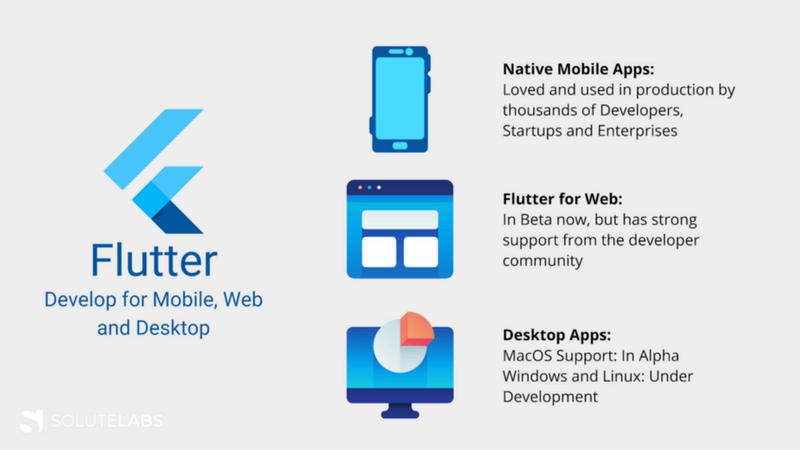 Flutter
Develop for Mobile, Web
and Desktop
Native Mobile Apps:
Loved and used in production by
thousands of Developers,
Startups and Enterprises
Flutter for Web:
In Beta now, but has strong
support from the developer
community
Desktop Apps:
MacOS Support: In Alpha
Windows and Linux: Under
Development
SOLUTELABS